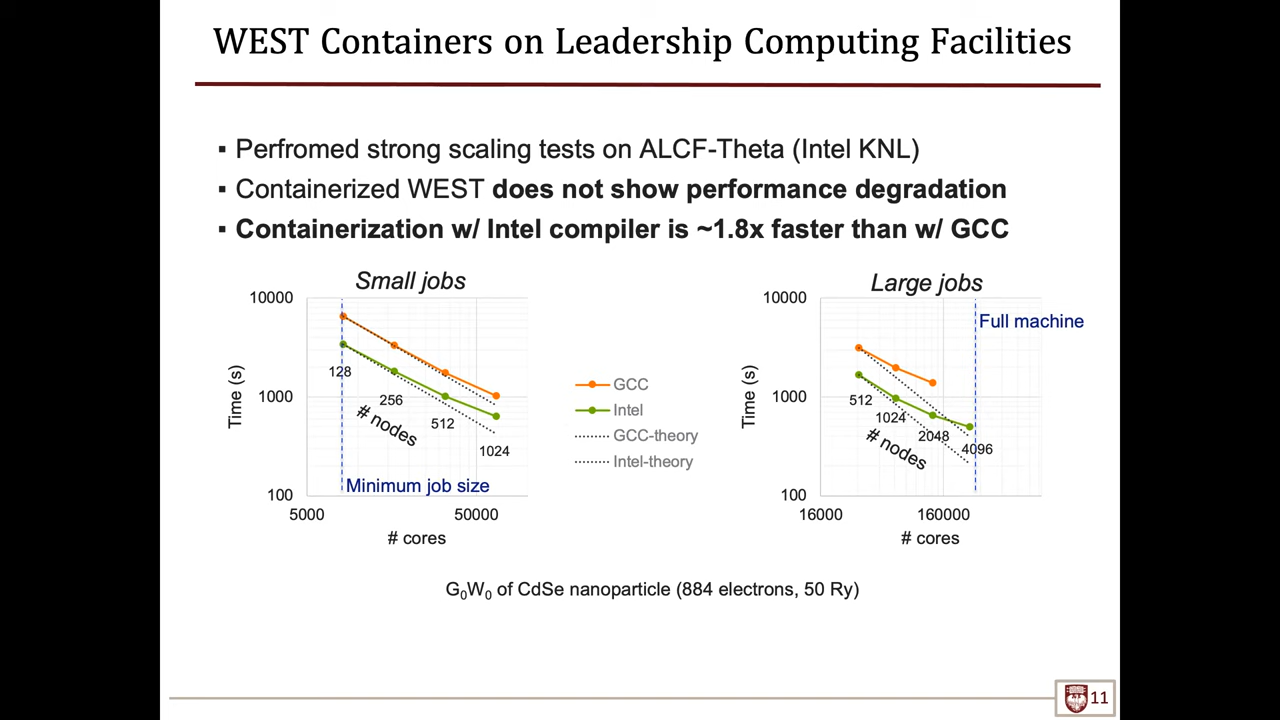 WEST Containers on Leadership Computing Facilities
▪ Perfromed strong scaling tests on ALCF-Theta (Intel KNL)
▪ Containerized WEST does not show performance degradation
▪ Containerization w/ Intel compiler is ~1.8x faster than w/ GCC
Small jobs
10000
1000
100
Time (s)
128
256
512
1024
# nodes
Minimum job size
5000
50000
# cores
GCC
Intel
GCC-theory
Intel-theory
Large jobs
10000
1000
100
Time (s)
Full machine
512
1024
2048
4096
# nodes
16000
160000
# cores
G₀W₀ of CdSe nanoparticle (884 electrons, 50 Ry)
11